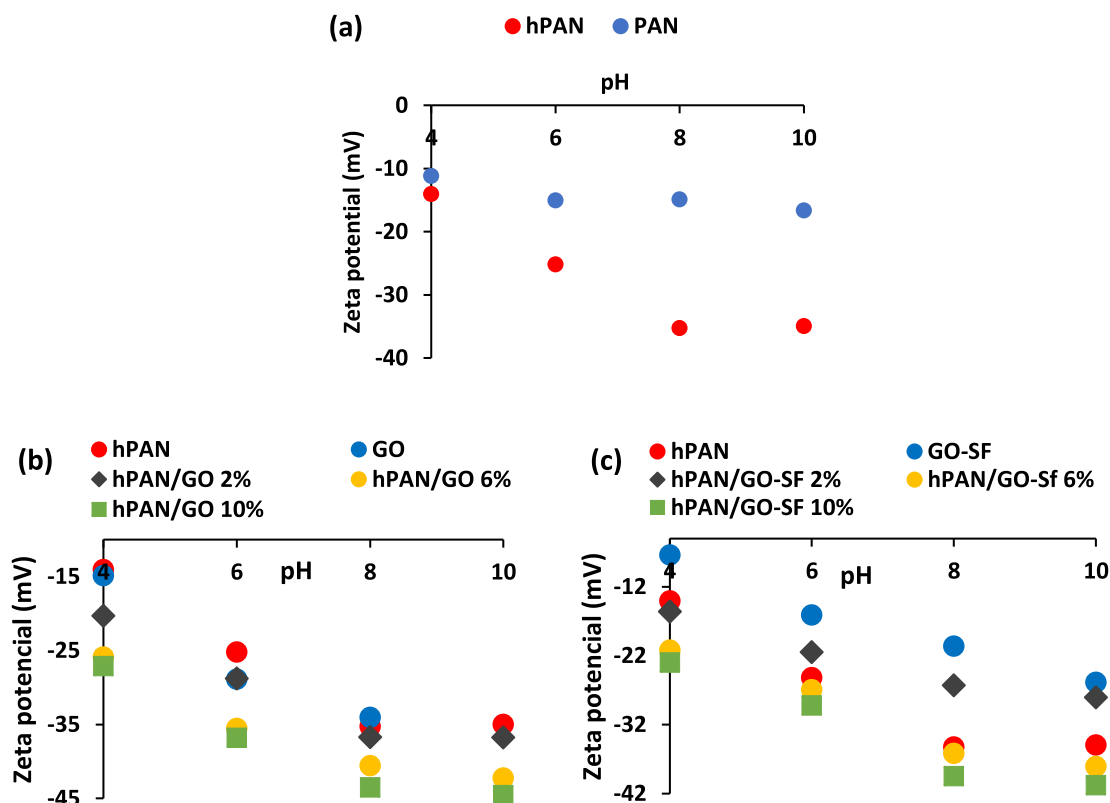 (a)
hPAN PAN
pH
0
4 6 8 10
-10
-20
-30
-40
Zeta potential (mV)
(b)
hPAN GO
hPAN/GO 2% hPAN/GO 6%
hPAN/GO 10%
4 6 pH 8 10
-15
-25
-35
-45
Zeta potencial (mV)
(c)
hPAN GO-SF
hPAN/GO-SF 2% hPAN/GO-Sf 6%
hPAN/GO-SF 10%
4 6 pH 8 10
-12
-22
-32
-42
Zeta potential (mV)